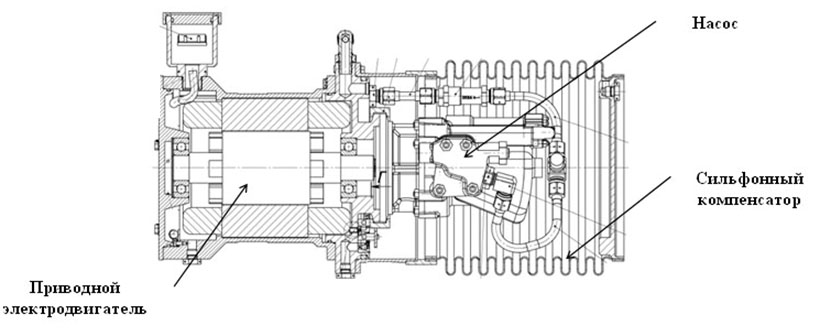 Насос
Сильфонный
компенсатор
Приводной
электродвигатель